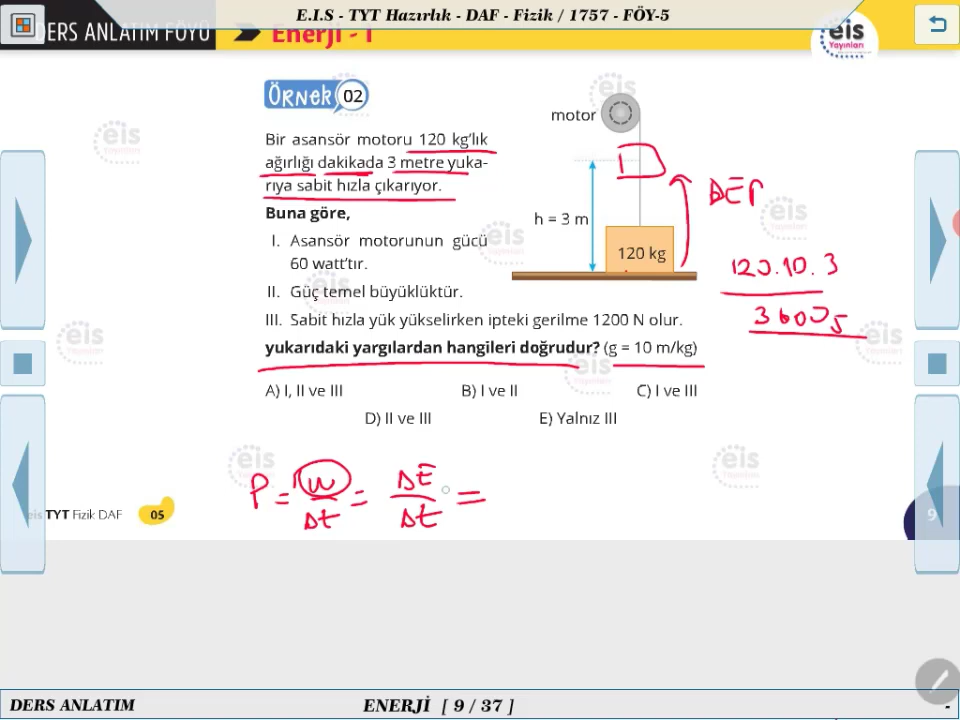 E.I.S - TYT Hazırlık - DAF - Fizik / 1757 - FÖY-5
DERS ANLATIM FÖYÜ
Enerji - 1
eis
Yayınları
ÖRNEK 02
motor
Bir asansör motoru 120 kg'lık
ağırlığı dakikada 3 metre yuka-
rıya sabit hızla çıkarıyor.
Buna göre,
I. Asansör motorunun gücü
60 watt'tır.
II. Güç temel büyüklüktür.
III. Sabit hızla yük yükselirken ipteki gerilme 1200 N olur.
yukarıdaki yargılardan hangileri doğrudur? (g = 10 m/kg)
A) I, II ve III
B) I ve II
C) I ve III
D) II ve III
E) Yalnız III
h = 3 m
120 kg
120.10.3
3600 J
P = W/Δt = ΔE/Δt =
eis TYT Fizik DAF 05
9
DERS ANLATIM
ENERJİ [ 9 / 37 ]
-